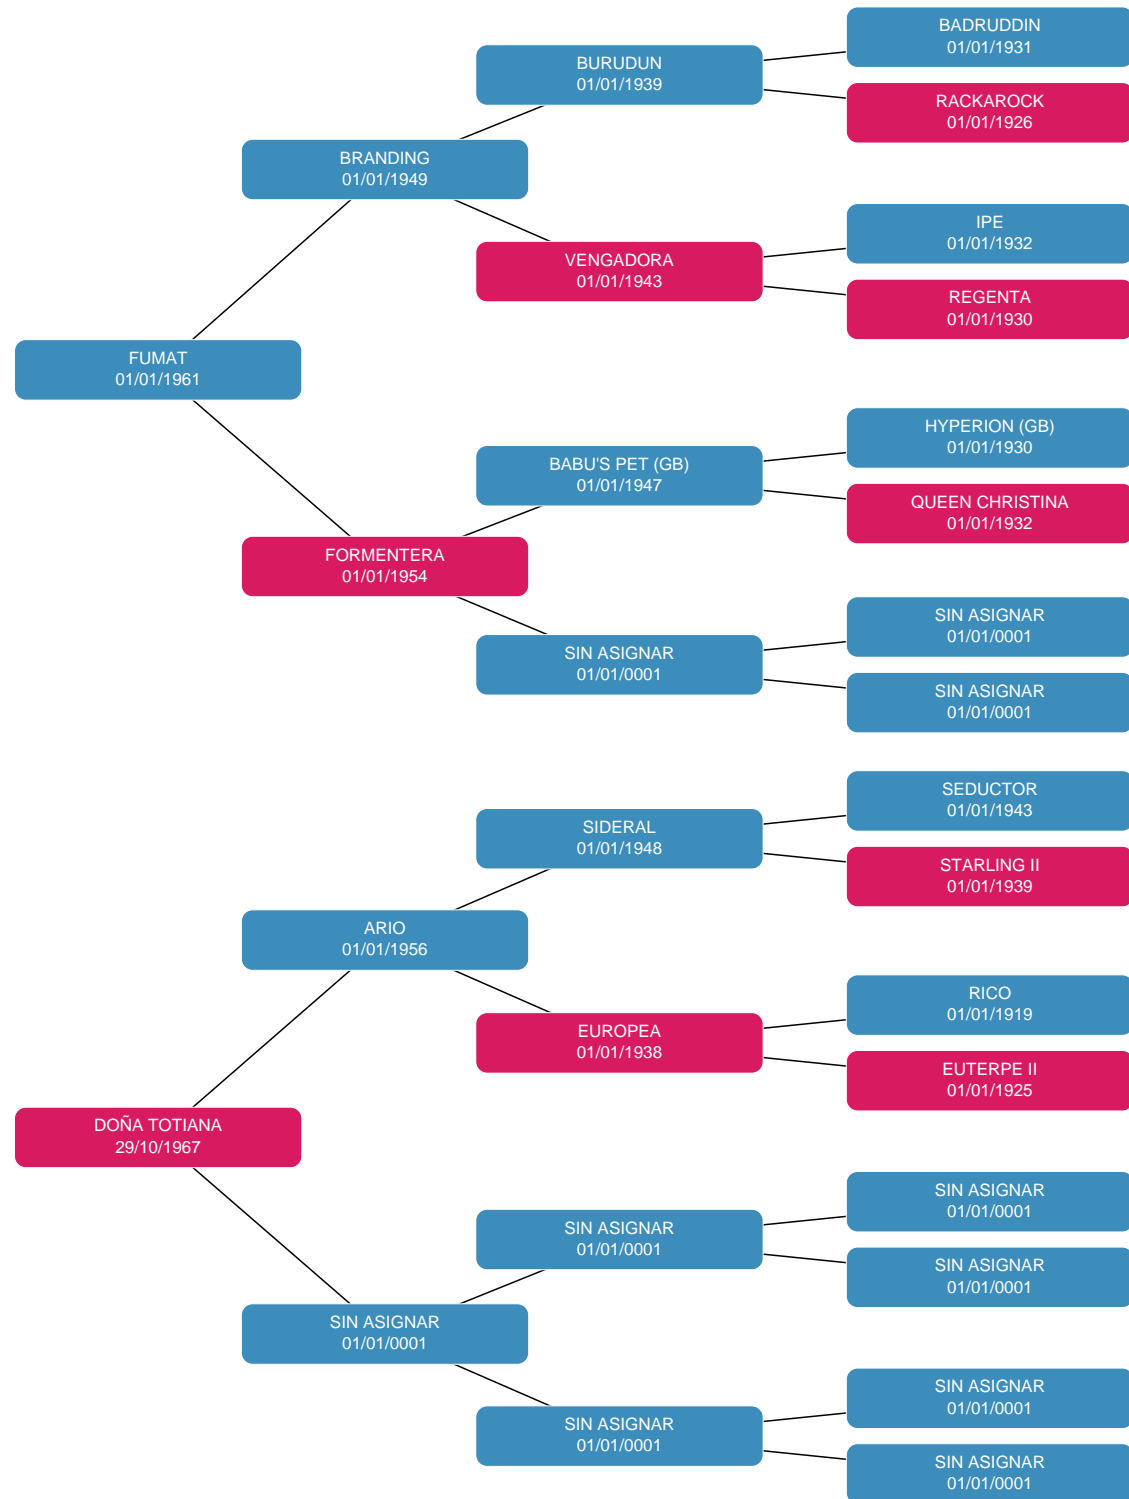 BADRUDDIN
01/01/1931
BURUDUN
01/01/1939
RACKAROCK
01/01/1926
BRANDING
01/01/1949
IPE
01/01/1932
VENGADORA
01/01/1943
REGENTA
01/01/1930
FUMAT
01/01/1961
HYPERION (GB)
01/01/1930
BABU'S PET (GB)
01/01/1947
QUEEN CHRISTINA
01/01/1932
FORMENTERA
01/01/1954
SIN ASIGNAR
01/01/0001
SIN ASIGNAR
01/01/0001
SIN ASIGNAR
01/01/0001
SEDUCTOR
01/01/1943
SIDERAL
01/01/1948
STARLING II
01/01/1939
ARIO
01/01/1956
RICO
01/01/1919
EUROPEA
01/01/1938
EUTERPE II
01/01/1925
DOÑA TOTIANA
29/10/1967
SIN ASIGNAR
01/01/0001
SIN ASIGNAR
01/01/0001
SIN ASIGNAR
01/01/0001
SIN ASIGNAR
01/01/0001
SIN ASIGNAR
01/01/0001
SIN ASIGNAR
01/01/0001
SIN ASIGNAR
01/01/0001